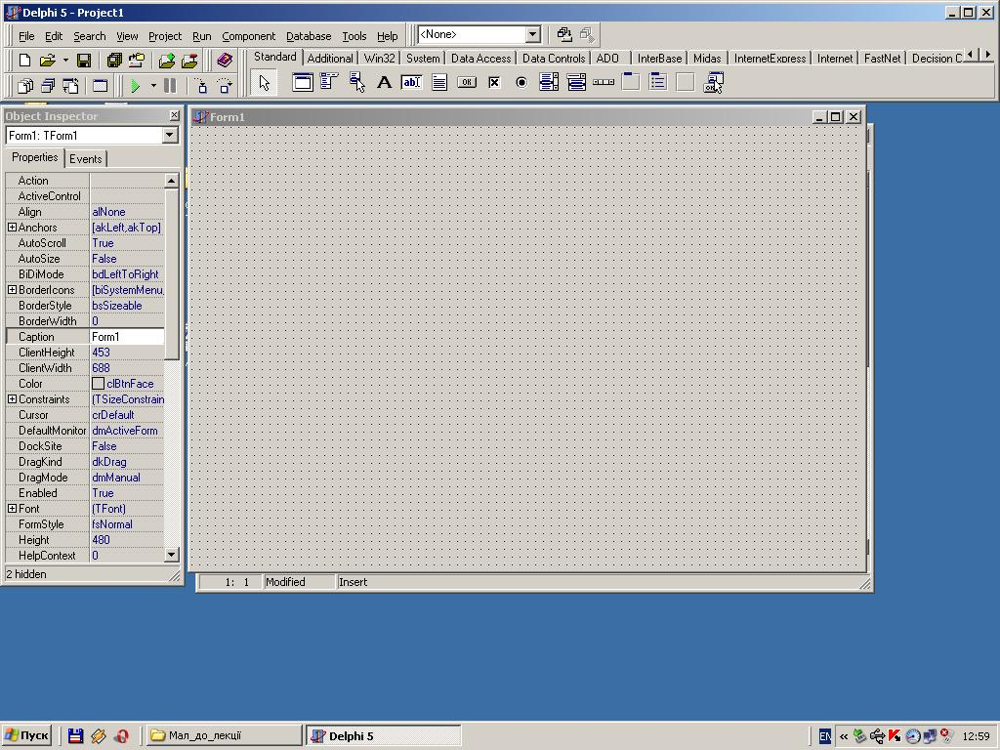 Delphi 5 - Project1
File Edit Search View Project Run Component Database Tools Help <None>
Standard Additional Win32 System Data Access Data Controls ADO InterBase Midas InternetExpress Internet FastNet Decision C
Object Inspector
Form1: TForm1
Properties Events
Action
ActiveControl
Align alNone
Anchors [akLeft,akTop]
AutoScroll True
AutoSize False
BiDiMode bdLeftToRight
BorderIcons [biSystemMenu,
BorderStyle bsSizeable
BorderWidth 0
Caption Form1
ClientHeight 453
ClientWidth 688
Color clBtnFace
Constraints (TSizeConstrain
Cursor crDefault
DefaultMonitor dmActiveForm
DockSite False
DragKind dkDrag
DragMode dmManual
Enabled True
Font (TFont)
FormStyle fsNormal
Height 480
HelpContext 0
2 hidden
Form1
1: 1 Modified Insert
Пуск Мал_до_лекції Delphi 5 EN « 12:59